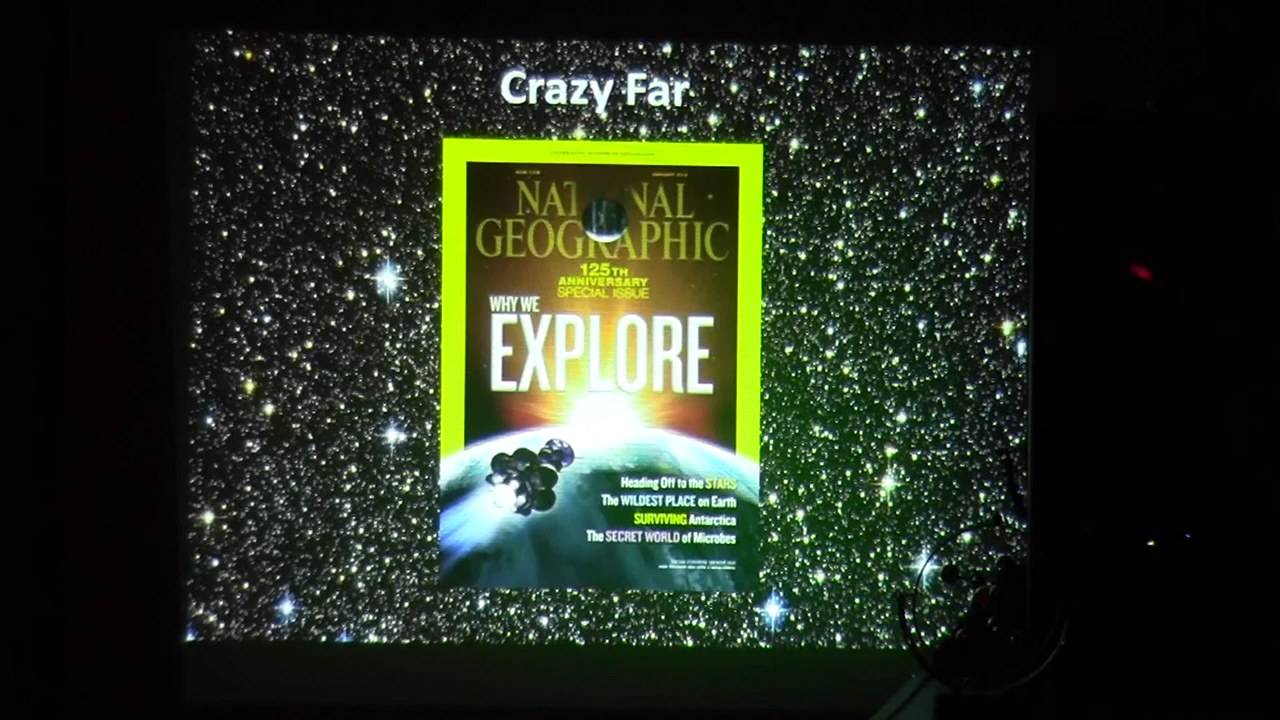 Crazy Far
NATIONAL
GEOGRAPHIC
125TH
ANNIVERSARY
SPECIAL ISSUE
WHY WE
EXPLORE
Heading Off to the STARS
The WILDEST PLACE on Earth
SURVIVING Antarctica
The SECRET WORLD of Microbes